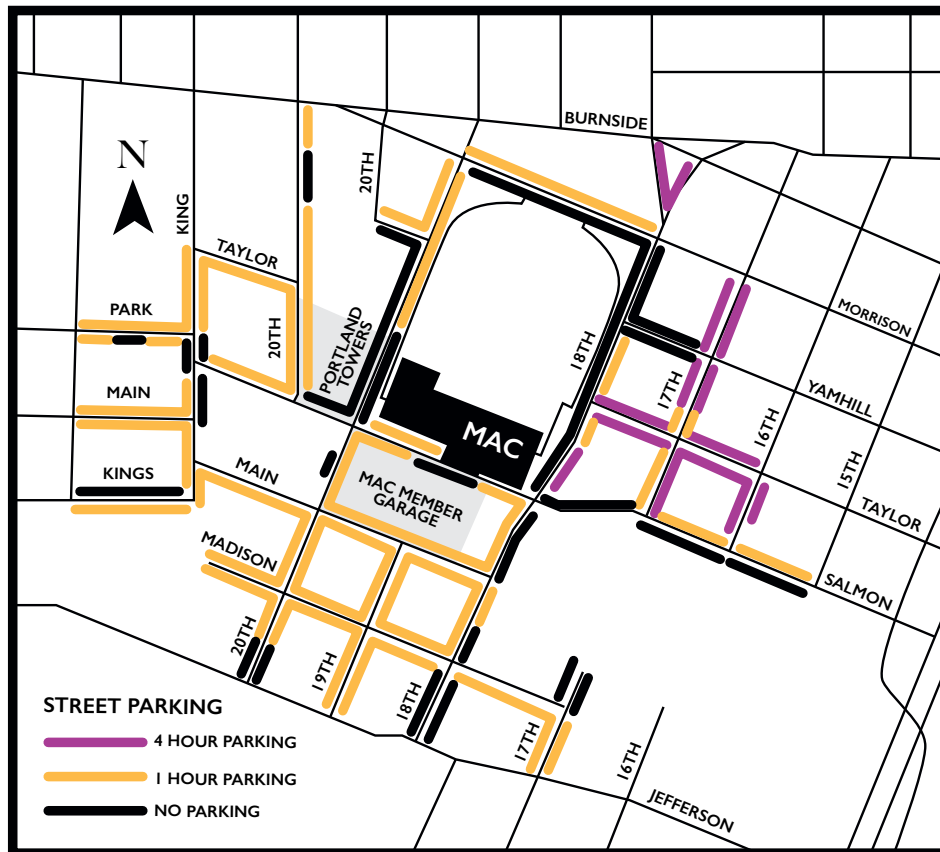 BURNSIDE
N
20TH
KING
TAYLOR
PARK
20TH
PORTLAND
TOWERS
18TH
MORRISON
MAIN
17TH
YAMHILL
MAC
16TH
15TH
KINGS
MAIN
MAC MEMBER
GARAGE
TAYLOR
MADISON
SALMON
20TH
19TH
18TH
17TH
16TH
JEFFERSON
STREET PARKING
4 HOUR PARKING
1 HOUR PARKING
NO PARKING